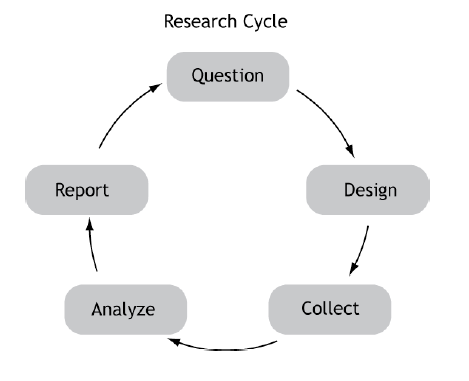 Research Cycle
Question
Design
Collect
Analyze
Report